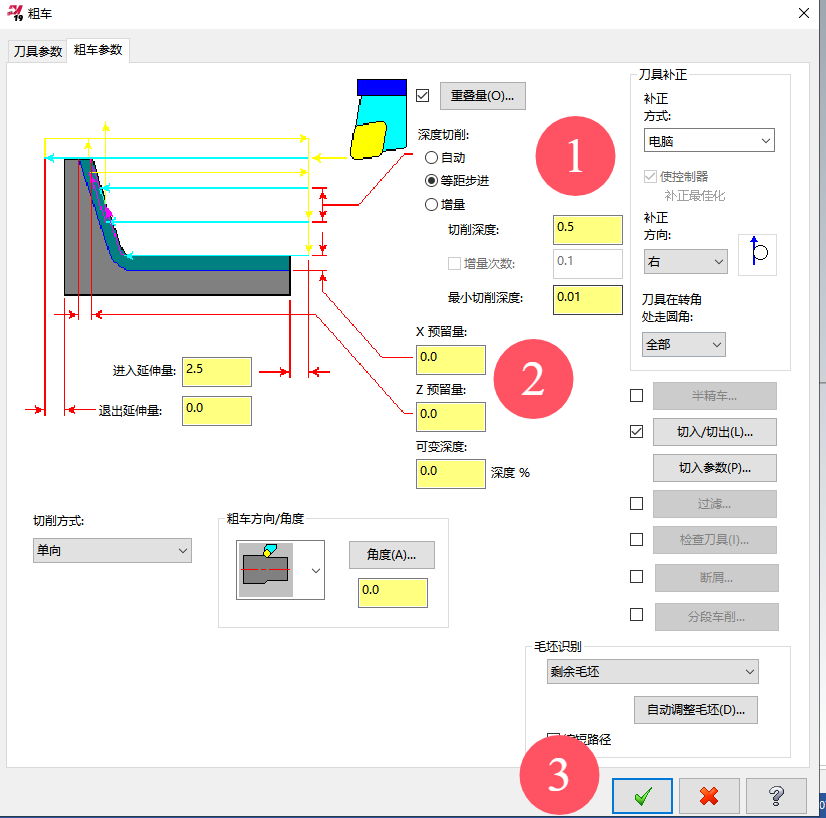 19 粗车
刀具参数 粗车参数
重叠量(O)...
深度切削:
自动
等距步进
增量
切削深度: 0.5
增量次数: 0.1
最小切削深度: 0.01
1
X 预留量:
0.0
Z 预留量:
0.0
可变深度:
0.0 深度 %
2
进入延伸量: 2.5
退出延伸量: 0.0
切削方式:
单向
粗车方向/角度
角度(A)...
0.0
刀具补正
补正
方式:
电脑
使控制器
补正最佳化
补正
方向:
右
刀具在转角
处走圆角:
全部
半精车...
切入/切出(L)...
切入参数(P)...
过滤...
检查刀具(I)...
断屑...
分段车削...
毛坯识别
剩余毛坯
自动调整毛坯(D)...
缩短路径
3